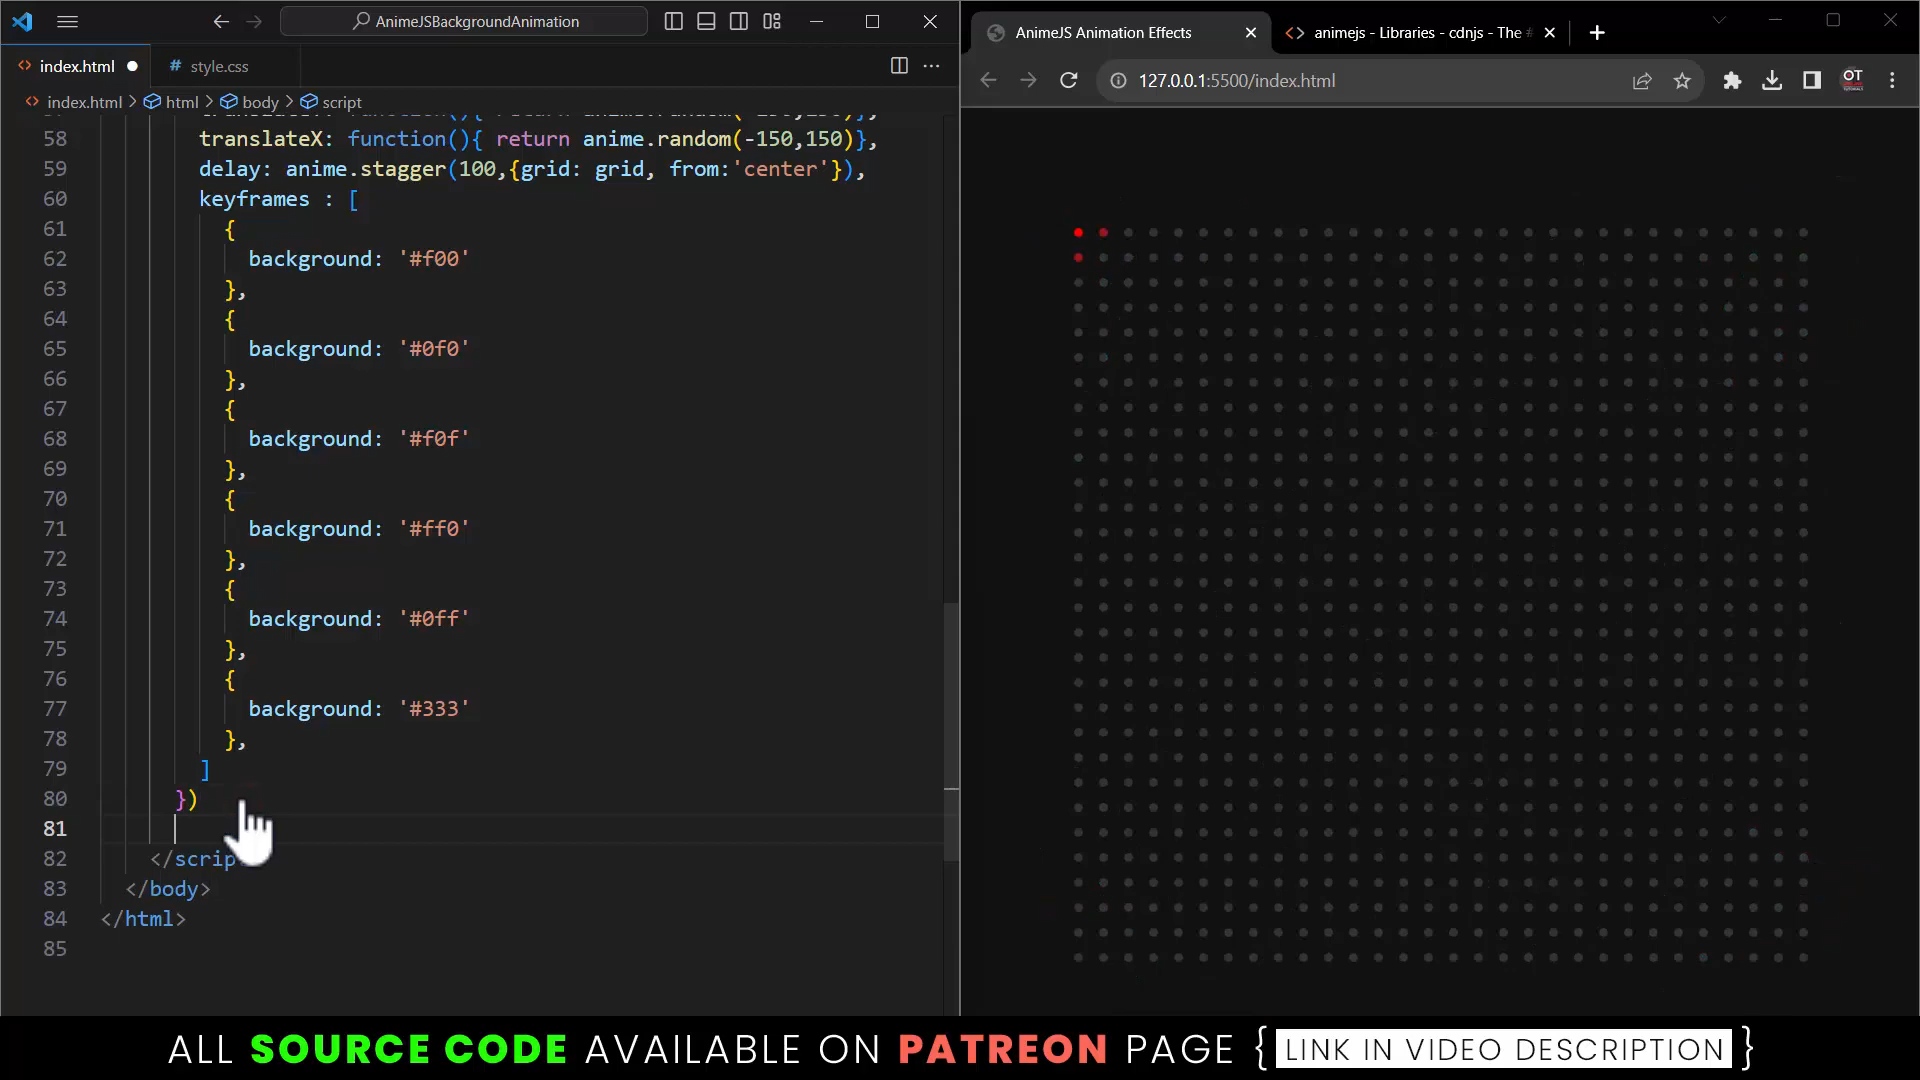 AnimeJSBackgroundAnimation
index.html
style.css
index.html > html > body > script
58 translateX: function(){ return anime.random(-150,150)},
59 delay: anime.stagger(100,{grid: grid, from:'center'}),
60 keyframes : [
61 {
62 background: '#f00'
63 },
64 {
65 background: '#0f0'
66 },
67 {
68 background: '#f0f'
69 },
70 {
71 background: '#ff0'
72 },
73 {
74 background: '#0ff'
75 },
76 {
77 background: '#333'
78 },
79 ]
80 })
81
82 </scrip
83 </body>
84 </html>
85
AnimeJS Animation Effects
animejs - Libraries - cdnjs - The #
127.0.0.1:5500/index.html
OT
ALL SOURCE CODE AVAILABLE ON PATREON PAGE { LINK IN VIDEO DESCRIPTION }